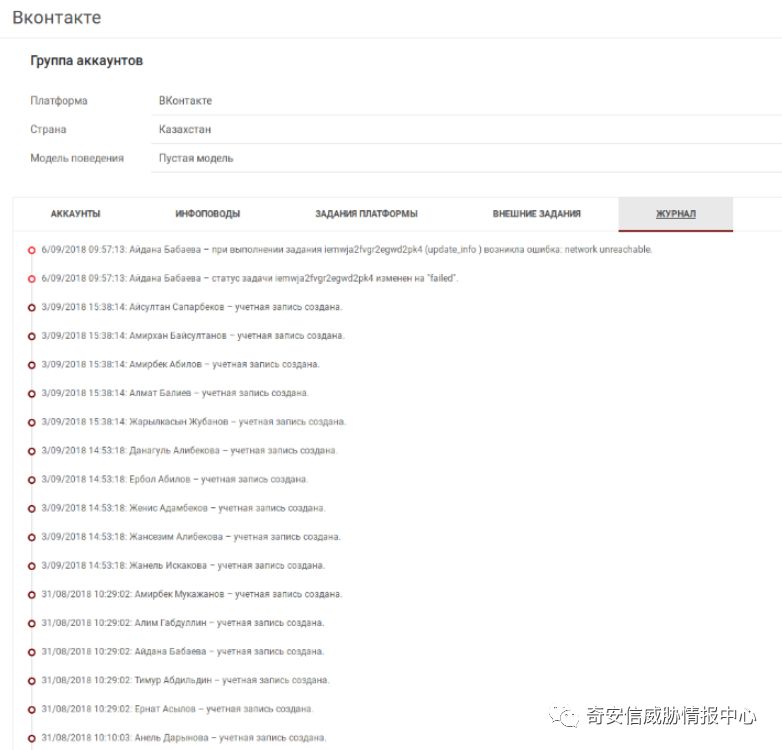 Вконтакте
Группа аккаунтов
Платформа ВКонтакте
Страна Казахстан
Модель поведения Пустая модель
АККАУНТЫ ИНФОПОВОДЫ ЗАДАНИЯ ПЛАТФОРМЫ ВНЕШНИЕ ЗАДАНИЯ ЖУРНАЛ
6/09/2018 09:57:13: Айдана Бабаева – при выполнении задания iemwja2fvgr2egwd2pk4 (update_info ) возникла ошибка: network unreachable.
6/09/2018 09:57:13: Айдана Бабаева – статус задачи iemwja2fvgr2egwd2pk4 изменен на "failed".
3/09/2018 15:38:14: Айсултан Сапарбеков – учетная запись создана.
3/09/2018 15:38:14: Амирхан Байсултанов – учетная запись создана.
3/09/2018 15:38:14: Амирбек Абилов – учетная запись создана.
3/09/2018 15:38:14: Алмат Балиев – учетная запись создана.
3/09/2018 15:38:14: Жарылкасын Жубанов – учетная запись создана.
3/09/2018 14:53:18: Данагуль Алибекова – учетная запись создана.
3/09/2018 14:53:18: Ербол Абилов – учетная запись создана.
3/09/2018 14:53:18: Женис Адамбеков – учетная запись создана.
3/09/2018 14:53:18: Жансезим Алибекова – учетная запись создана.
3/09/2018 14:53:18: Жанель Искакова – учетная запись создана.
31/08/2018 10:29:02: Амирбек Мукажанов – учетная запись создана.
31/08/2018 10:29:02: Алим Габдуллин – учетная запись создана.
31/08/2018 10:29:02: Айдана Бабаева – учетная запись создана.
31/08/2018 10:29:02: Тимур Абдильдин – учетная запись создана.
31/08/2018 10:29:02: Ернат Асылов – учетная запись создана.
31/08/2018 10:10:03: Анель Дарынова – учетная запись создана.
奇安信威胁情报中心